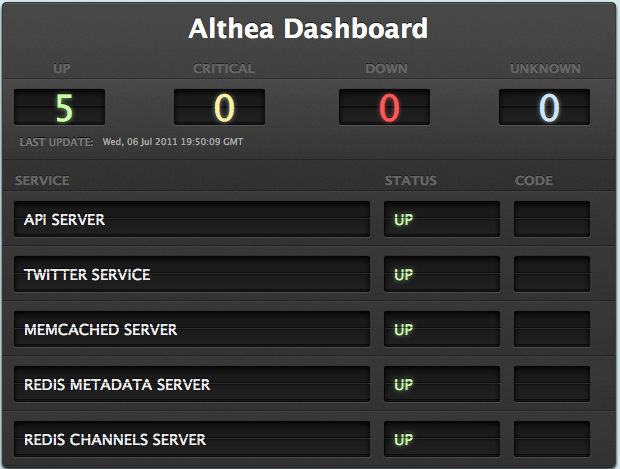 Althea Dashboard
UP CRITICAL DOWN UNKNOWN
5 0 0 0
LAST UPDATE: Wed, 06 Jul 2011 19:50:09 GMT
SERVICE STATUS CODE
API SERVER UP
TWITTER SERVICE UP
MEMCACHED SERVER UP
REDIS METADATA SERVER UP
REDIS CHANNELS SERVER UP